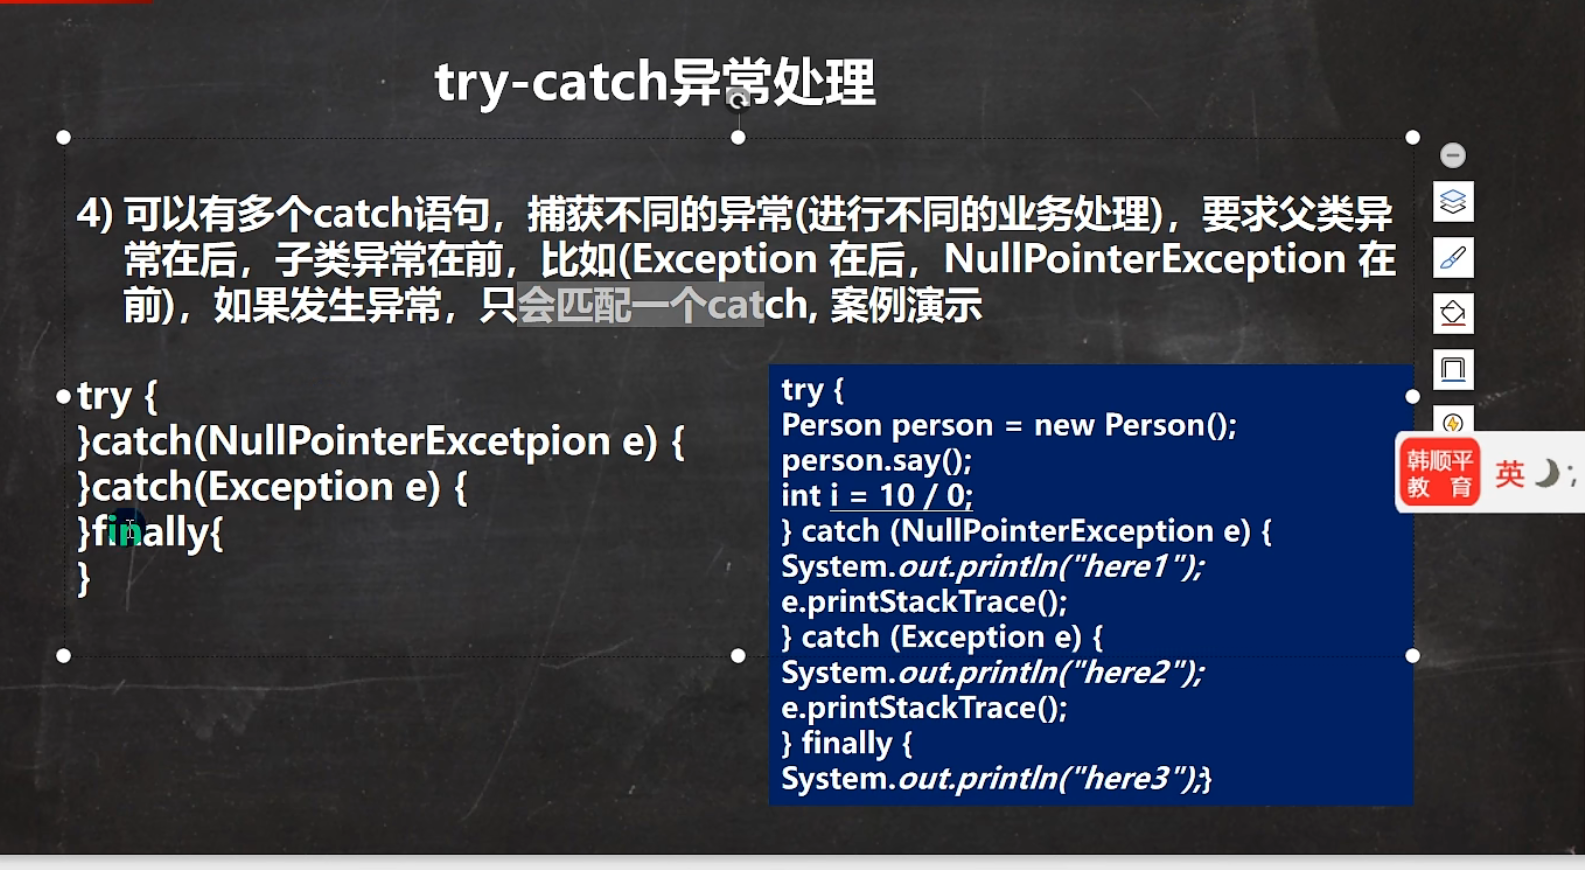 try-catch异常处理
4) 可以有多个catch语句，捕获不同的异常(进行不同的业务处理)，要求父类异
常在后，子类异常在前，比如(Exception 在后，NullPointerException 在
前)，如果发生异常，只会匹配一个catch, 案例演示
try {
}catch(NullPointerExcetpion e) {
}catch(Exception e) {
}finally{
}
try {
Person person = new Person();
person.say();
int i = 10 / 0;
} catch (NullPointerException e) {
System.out.println("here1");
e.printStackTrace();
} catch (Exception e) {
System.out.println("here2");
e.printStackTrace();
} finally {
System.out.println("here3");}
韩顺平
教 育
英
;